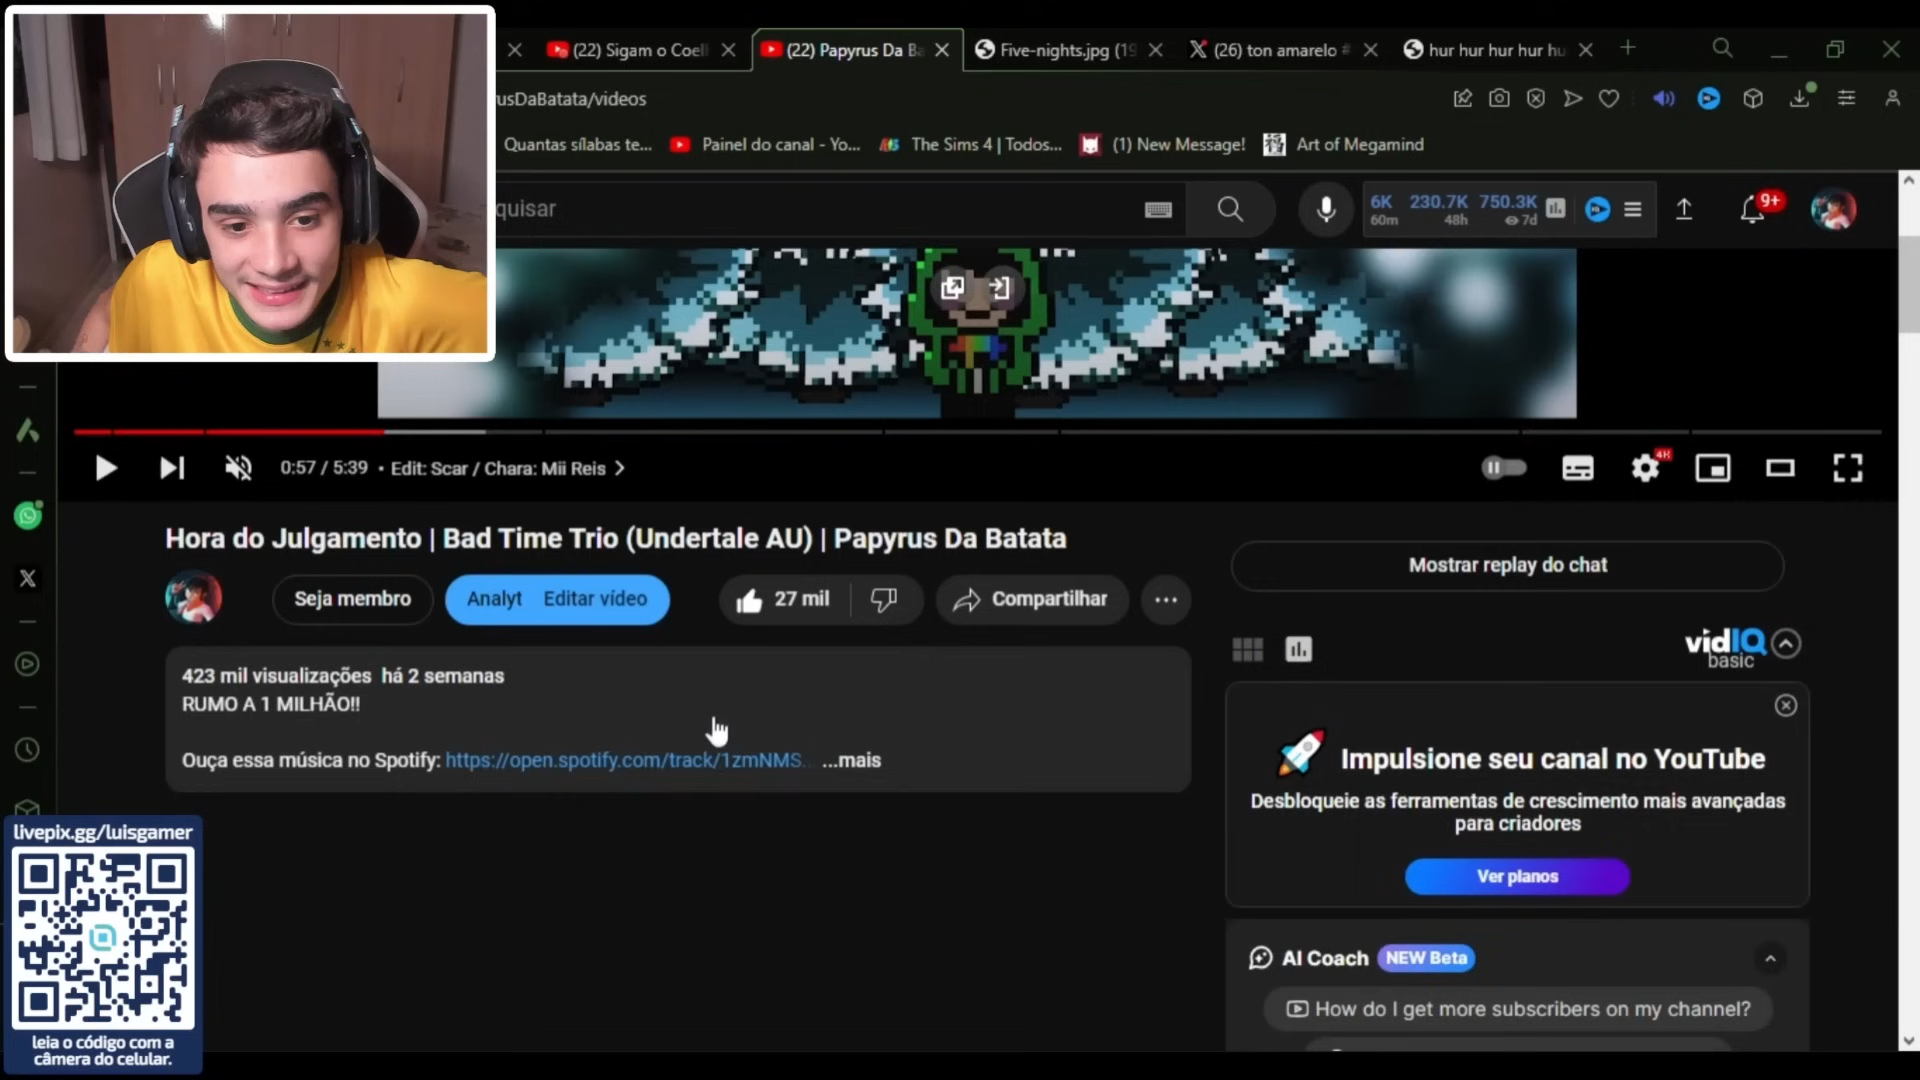 (22) Sigam o Coel
(22) Papyrus Da Ba
Five-nights.jpg (19
(26) ton amarelo #
hur hur hur hur hu
usDaBatata/videos
Quantas sílabas te...
Painel do canal - Yo...
The Sims 4 | Todos...
(1) New Message!
Art of Megamind
quisar
6K 230.7K 750.3K
60m 48h 7d
9+
0:57 / 5:39 • Edit: Scar / Chara: Mii Reis
4K
Hora do Julgamento | Bad Time Trio (Undertale AU) | Papyrus Da Batata
Seja membro
Analyt
Editar vídeo
27 mil
Compartilhar
Mostrar replay do chat
vidIQ
basic
423 mil visualizações há 2 semanas
RUMO A 1 MILHÃO!!
Ouça essa música no Spotify: https://open.spotify.com/track/1zmNMS... ...mais
Impulsione seu canal no YouTube
Desbloqueie as ferramentas de crescimento mais avançadas
para criadores
Ver planos
AI Coach NEW Beta
How do I get more subscribers on my channel?
livepix.gg/luisgamer
leia o código com a
câmera do celular.